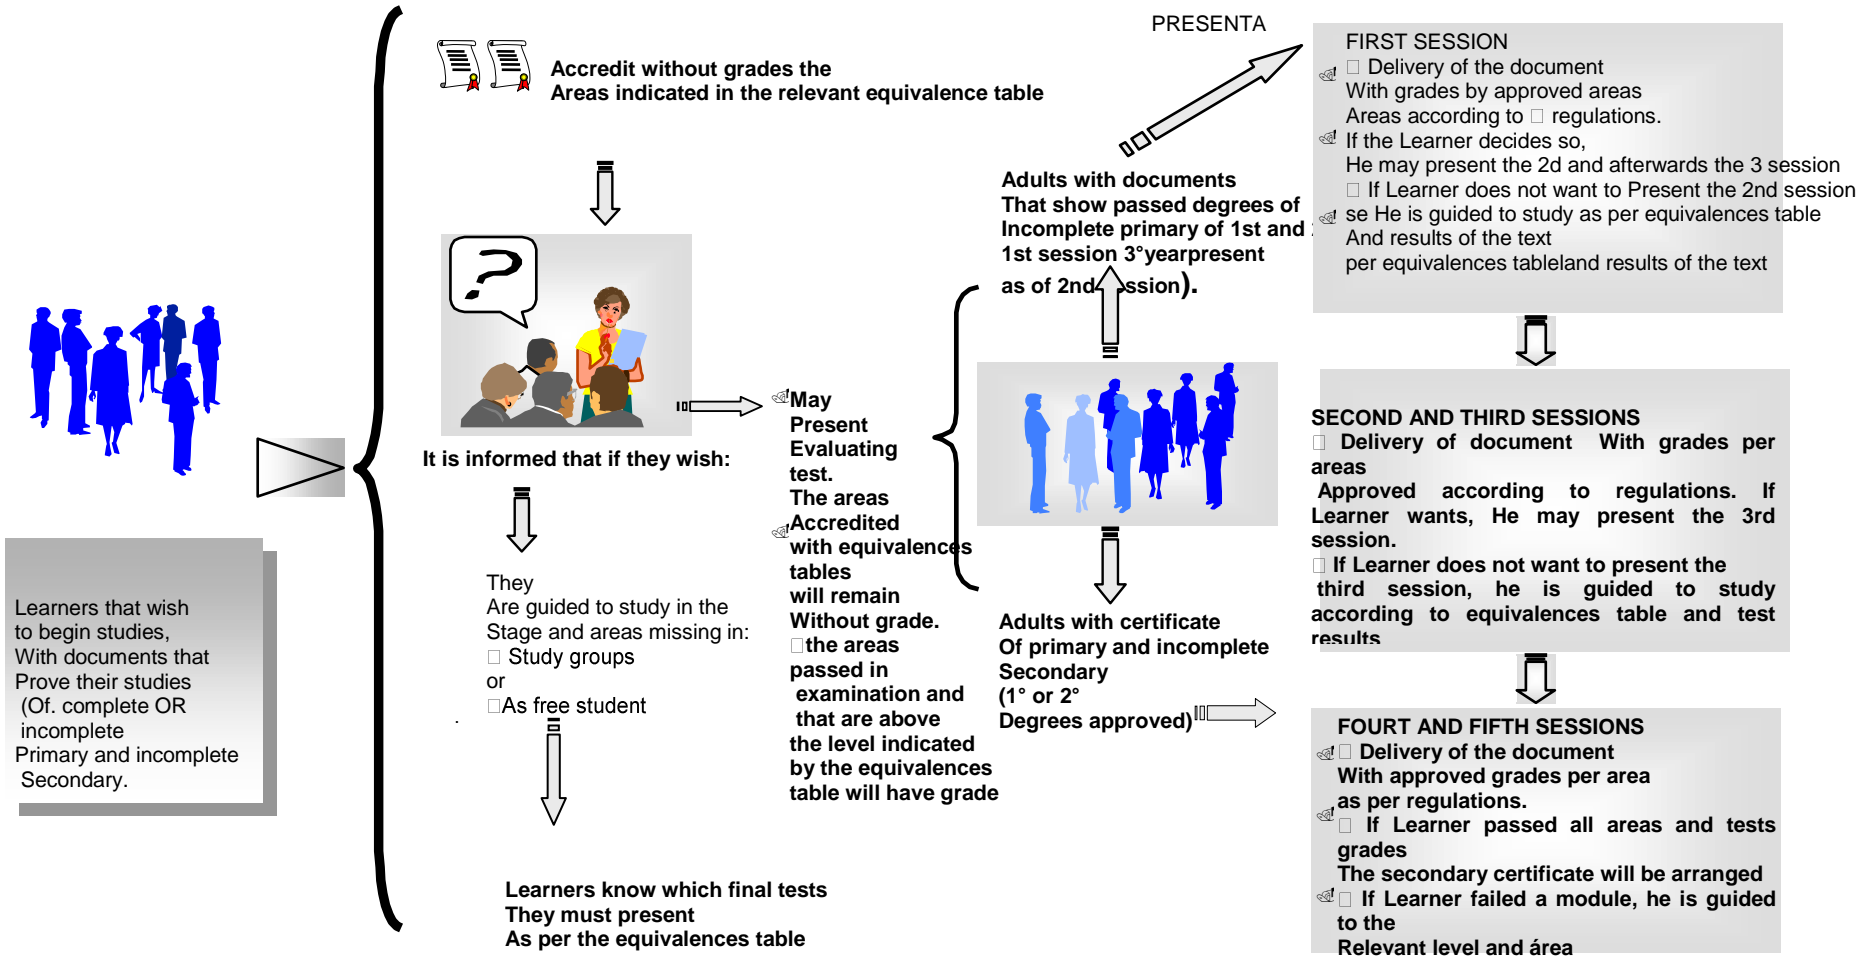 Learners that wish
to begin studies,
With documents that
Prove their studies
(Of. complete OR
incomplete
Primary and incomplete
Secondary.
Accredit without grades the
Areas indicated in the relevant equivalence table
?
It is informed that if they wish:
They
Are guided to study in the
Stage and areas missing in:
□ Study groups
or
□As free student
.
Learners know which final tests
They must present
As per the equivalences table
May
Present
Evaluating
test.
The areas
Accredited
with equivalences
tables
will remain
Without grade.
□the areas
passed in
examination and
that are above
the level indicated
by the equivalences
table will have grade
PRESENTA
Adults with documents
That show passed degrees of
Incomplete primary of 1st and
1st session 3°yearpresent
as of 2nd ssion).
Adults with certificate
Of primary and incomplete
Secondary
(1° or 2°
Degrees approved)
FIRST SESSION
□ Delivery of the document
With grades by approved areas
Areas according to □ regulations.
If the Learner decides so,
He may present the 2d and afterwards the 3 session
□ If Learner does not want to Present the 2nd session
se He is guided to study as per equivalences table
And results of the text
per equivalences tableland results of the text
SECOND AND THIRD SESSIONS
□ Delivery of document With grades per
areas
Approved according to regulations. If
Learner wants, He may present the 3rd
session.
□ If Learner does not want to present the
third session, he is guided to study
according to equivalences table and test
results
FOURT AND FIFTH SESSIONS
□ Delivery of the document
With approved grades per area
as per regulations.
□ If Learner passed all areas and tests
grades
The secondary certificate will be arranged
□ If Learner failed a module, he is guided
to the
Relevant level and área